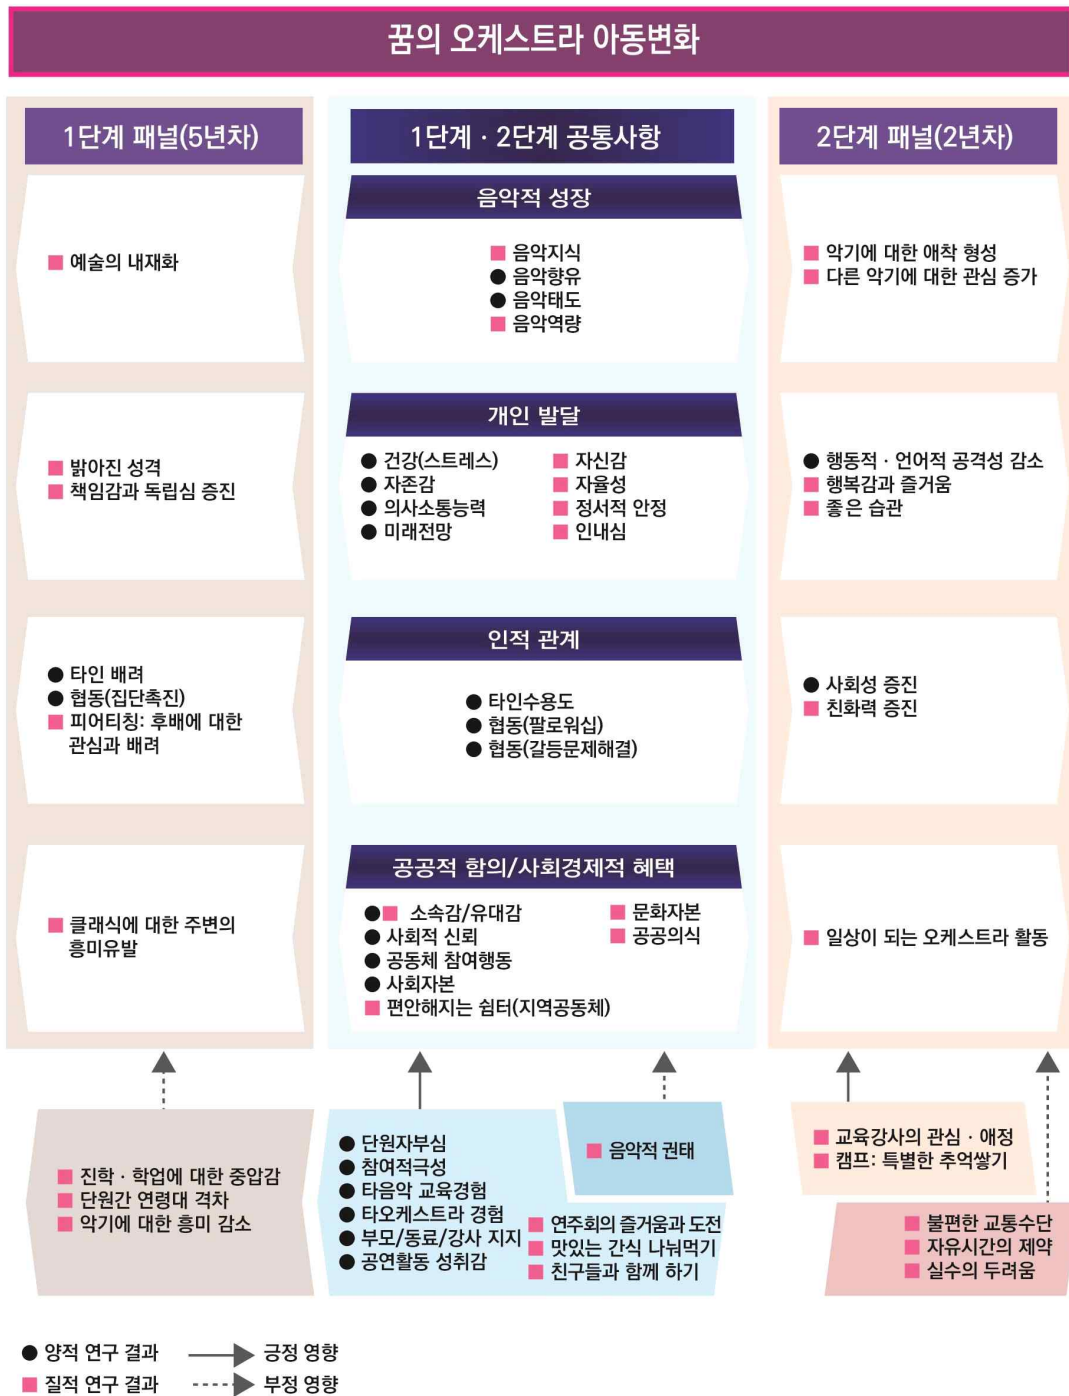 꿈의 오케스트라 아동변화
1단계 패널(5년차)
■ 예술의 내재화
■ 밝아진 성격
■ 책임감과 독립심 증진
● 타인 배려
● 협동(집단촉진)
■ 피어티칭: 후배에 대한
관심과 배려
■ 클래식에 대한 주변의
흥미유발
■ 진학 · 학업에 대한 중압감
■ 단원간 연령대 격차
■ 악기에 대한 흥미 감소
1단계 · 2단계 공통사항
음악적 성장
■ 음악지식
● 음악향유
● 음악태도
■ 음악역량
개인 발달
● 건강(스트레스)
● 자존감
● 의사소통능력
● 미래전망
■ 자신감
■ 자율성
■ 정서적 안정
■ 인내심
인적 관계
● 타인수용도
● 협동(팔로워십)
● 협동(갈등문제해결)
공공적 함의/사회경제적 혜택
●■ 소속감/유대감
● 사회적 신뢰
● 공동체 참여행동
● 사회자본
■ 편안해지는 쉼터(지역공동체)
■ 문화자본
■ 공공의식
● 단원자부심
● 참여적극성
● 타음악 교육경험
● 타오케스트라 경험
● 부모/동료/강사 지지
● 공연활동 성취감
■ 음악적 권태
■ 연주회의 즐거움과 도전
■ 맛있는 간식 나눠먹기
■ 친구들과 함께 하기
2단계 패널(2년차)
■ 악기에 대한 애착 형성
■ 다른 악기에 대한 관심 증가
● 행동적 · 언어적 공격성 감소
■ 행복감과 즐거움
■ 좋은 습관
● 사회성 증진
■ 친화력 증진
■ 일상이 되는 오케스트라 활동
■ 교육강사의 관심 · 애정
■ 캠프: 특별한 추억쌓기
■ 불편한 교통수단
■ 자유시간의 제약
■ 실수의 두려움
● 양적 연구 결과
긍정 영향
■ 질적 연구 결과
부정 영향